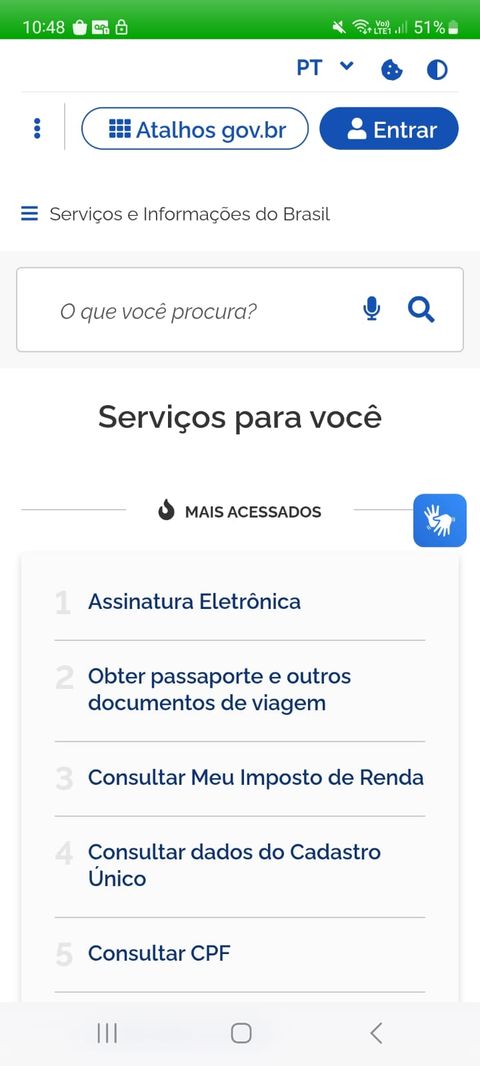 10:48
Vo))
LTE1
51%
PT
Atalhos gov.br
Entrar
Serviços e Informações do Brasil
O que você procura?
Serviços para você
MAIS ACESSADOS
1 Assinatura Eletrônica
2 Obter passaporte e outros
documentos de viagem
3 Consultar Meu Imposto de Renda
4 Consultar dados do Cadastro
Único
5 Consultar CPF